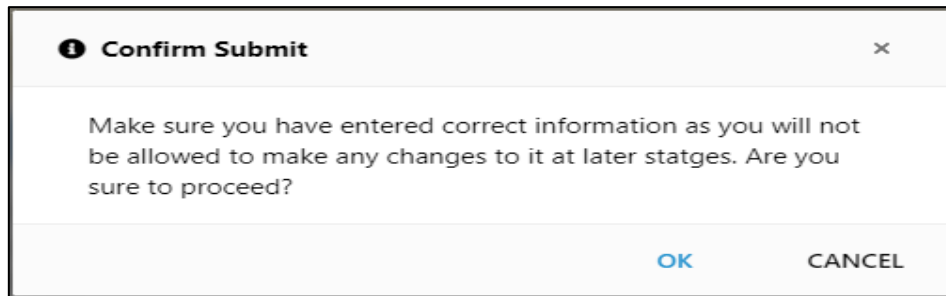 Confirm Submit
Make sure you have entered correct information as you will not
be allowed to make any changes to it at later statges. Are you
sure to proceed?
OK CANCEL